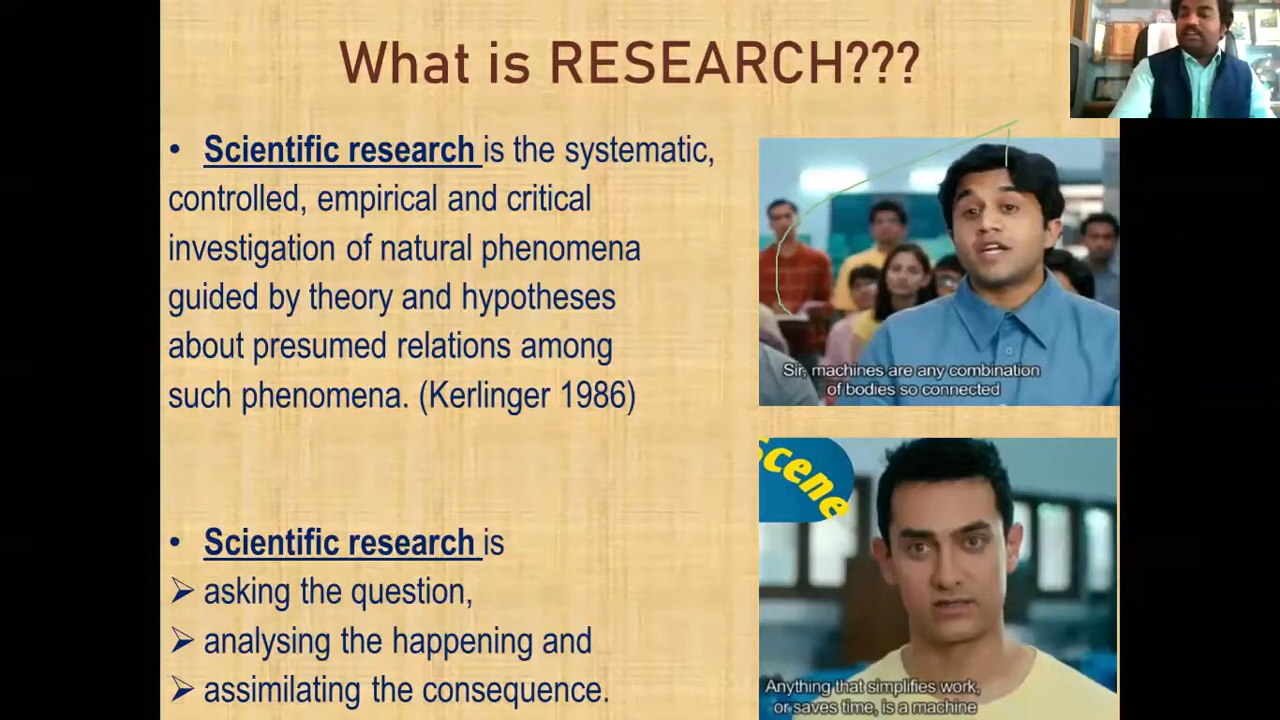 What is RESEARCH???
• Scientific research is the systematic,
controlled, empirical and critical
investigation of natural phenomena
guided by theory and hypotheses
about presumed relations among
such phenomena. (Kerlinger 1986)
• Scientific research is
➢ asking the question,
➢ analysing the happening and
➢ assimilating the consequence.
Sir, machines are any combination
of bodies so connected
Scene
Anything that simplifies work,
or saves time, is a machine